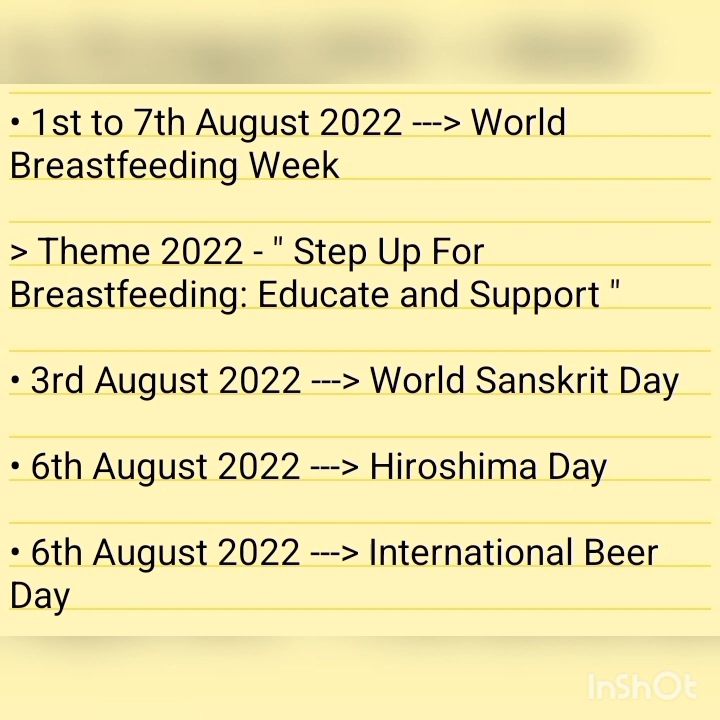 • 1st to 7th August 2022 ---> World
Breastfeeding Week
> Theme 2022 - " Step Up For
Breastfeeding: Educate and Support "
• 3rd August 2022 ---> World Sanskrit Day
• 6th August 2022 ---> Hiroshima Day
• 6th August 2022 ---> International Beer
Day
InShOt